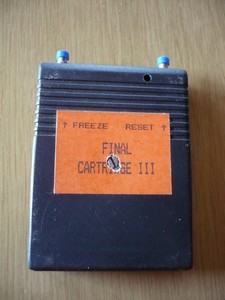 ↑ FREEZE RESET ↑
FINAL
CARTRIDGE III